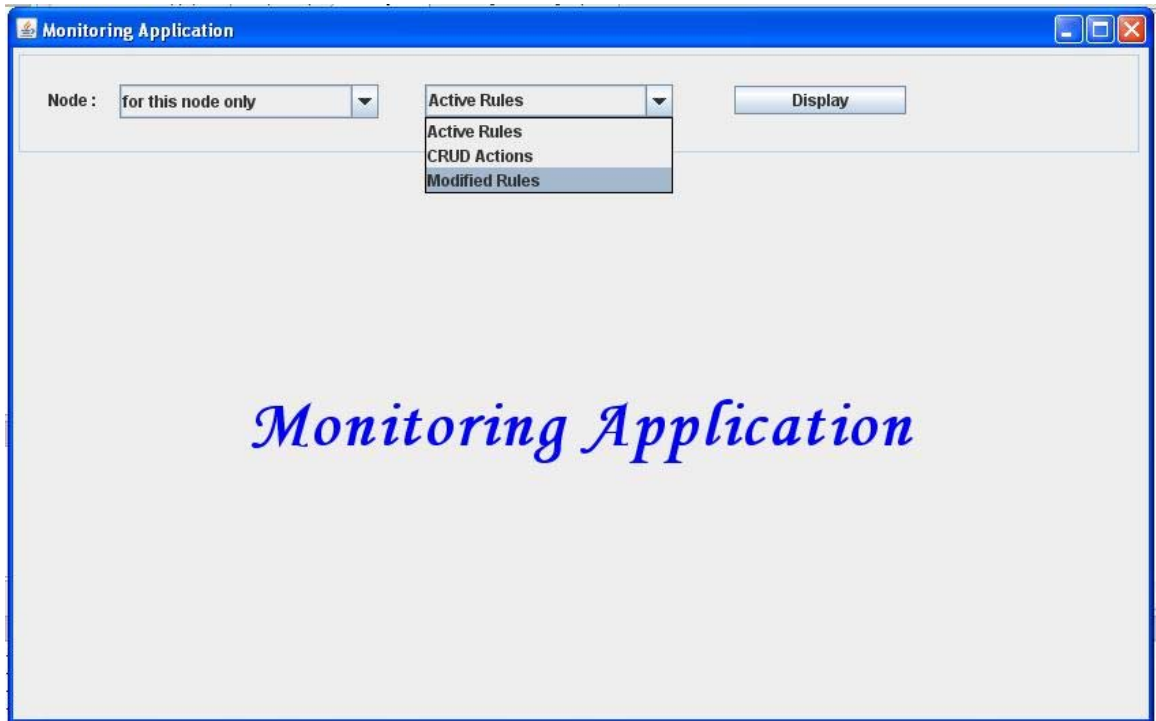 Monitoring Application
Node : for this node only Active Rules Display
Active Rules
CRUD Actions
Modified Rules
Monitoring Application